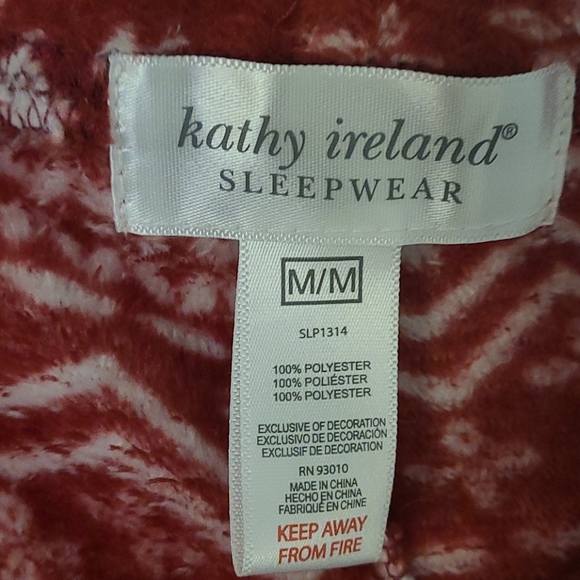 kathy ireland®
SLEEPWEAR
M/M
SLP1314
100% POLYESTER
100% POLIÉSTER
100% POLYESTER
EXCLUSIVE OF DECORATION
EXCLUSIVO DE DECORACIÓN
EXCLUSIF DE DECORATION
RN 93010
MADE IN CHINA
HECHO EN CHINA
FABRIQUÉ EN CHINE
KEEP AWAY
FROM FIRE